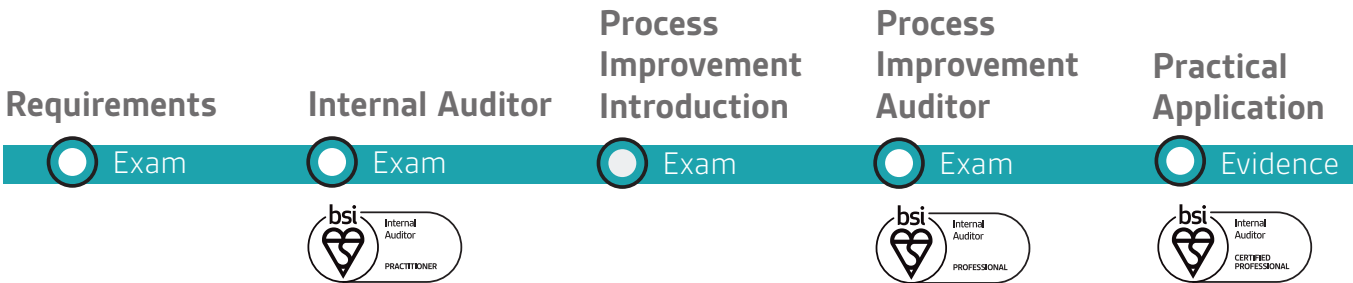 Requirements
Exam
Internal Auditor
Exam
bsi
Internal
Auditor
PRACTITIONER
Process
Improvement
Introduction
Exam
Process
Improvement
Auditor
Exam
bsi
Internal
Auditor
PROFESSIONAL
Practical
Application
Evidence
bsi
Internal
Auditor
CERTIFIED
PROFESSIONAL